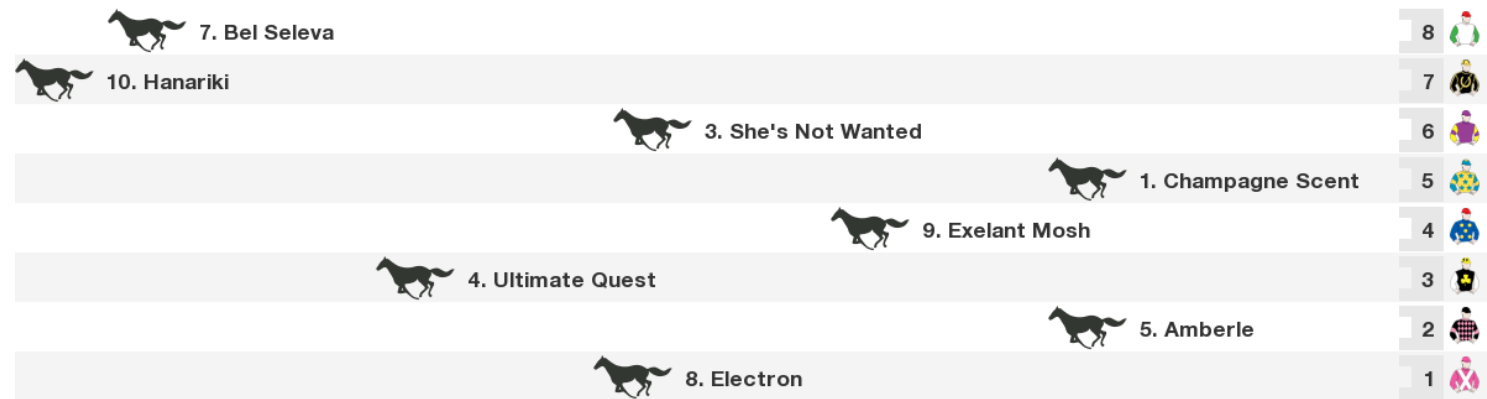 7. Bel Seleva 8
10. Hanariki 7
3. She's Not Wanted 6
1. Champagne Scent 5
9. Exelant Mosh 4
4. Ultimate Quest 3
5. Amberle 2
8. Electron 1